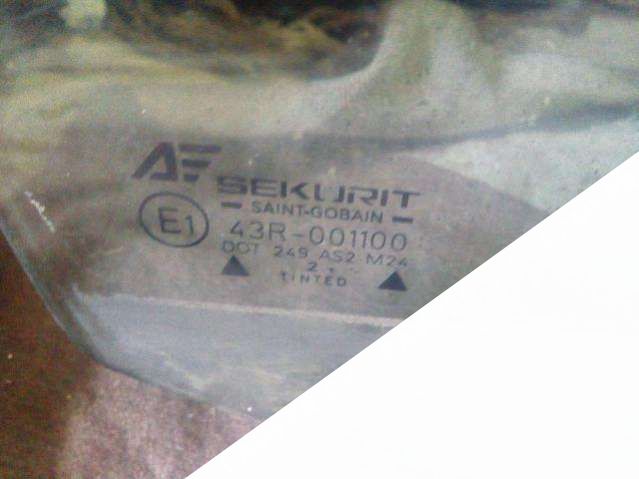 AF
SEKURIT
— SAINT-GOBAIN —
E1
43R-001100
DOT 249 AS2 M24
2 .
TINTED